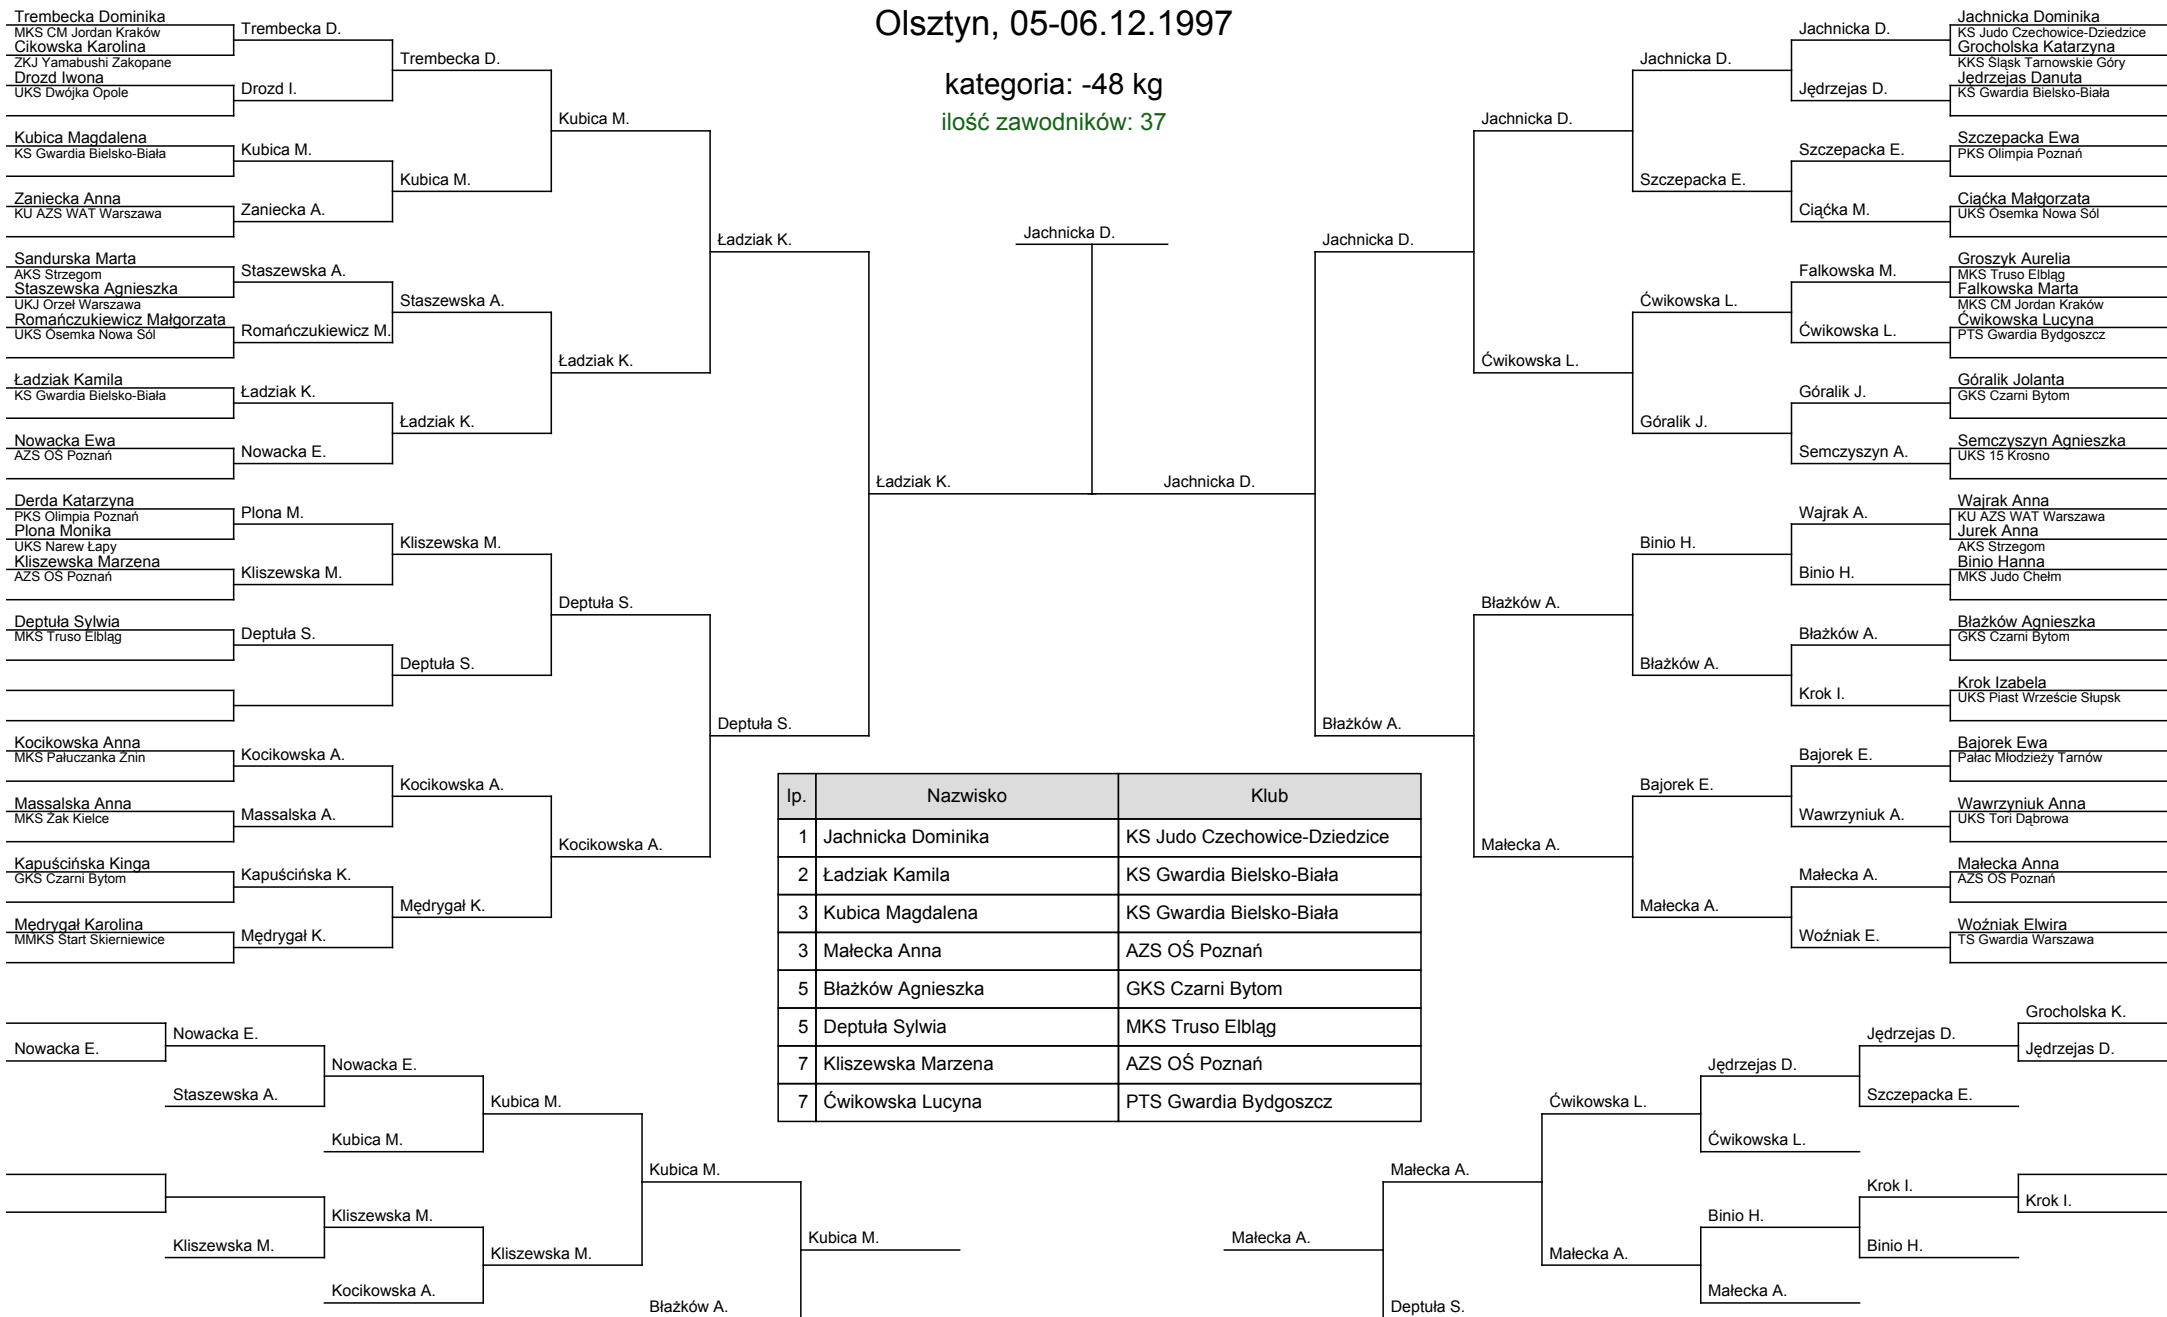 Olsztyn, 05-06.12.1997
kategoria: -48 kg
ilość zawodników: 37
Trembecka Dominika
MKS CM Jordan Kraków
Cikowska Karolina
ZKJ Yamabushi Zakopane
Drozd Iwona
UKS Dwójka Opole
Kubica Magdalena
KS Gwardia Bielsko-Biała
Zaniecka Anna
KU AZS WAT Warszawa
Sandurska Marta
AKS Strzegom
Staszewska Agnieszka
UKJ Orzeł Warszawa
Romańczukiewicz Małgorzata
UKS Ósemka Nowa Sól
Ładziak Kamila
KS Gwardia Bielsko-Biała
Nowacka Ewa
AZS OŚ Poznań
Derda Katarzyna
PKS Olimpia Poznań
Plona Monika
UKS Narew Łapy
Kliszewska Marzena
AZS OŚ Poznań
Deptuła Sylwia
MKS Truso Elbląg
Kocikowska Anna
MKS Pałuczanka Żnin
Massalska Anna
MKS Żak Kielce
Kapuścińska Kinga
GKS Czarni Bytom
Mędrygał Karolina
MMKS Start Skierniewice
Trembecka D.
Drozd I.
Kubica M.
Zaniecka A.
Staszewska A.
Romańczukiewicz M.
Ładziak K.
Nowacka E.
Plona M.
Kliszewska M.
Deptuła S.
Kocikowska A.
Massalska A.
Kapuścińska K.
Mędrygał K.
Trembecka D.
Kubica M.
Staszewska A.
Ładziak K.
Kliszewska M.
Deptuła S.
Kocikowska A.
Mędrygał K.
Kubica M.
Ładziak K.
Deptuła S.
Kocikowska A.
Ładziak K.
Deptuła S.
Ładziak K.
Jachnicka D.
Jachnicka D.
Jachnicka D.
Błażków A.
Jachnicka D.
Ćwikowska L.
Błażków A.
Małecka A.
Jachnicka D.
Szczepacka E.
Ćwikowska L.
Góralik J.
Binio H.
Błażków A.
Bajorek E.
Małecka A.
Jachnicka D.
Jędrzejas D.
Szczepacka E.
Ciąćka M.
Falkowska M.
Ćwikowska L.
Góralik J.
Semczyszyn A.
Wajrak A.
Binio H.
Błażków A.
Krok I.
Bajorek E.
Wawrzyniuk A.
Małecka A.
Woźniak E.
Jachnicka Dominika
KS Judo Czechowice-Dziedzice
Grocholska Katarzyna
KKS Śląsk Tarnowskie Góry
Jędrzejas Danuta
KS Gwardia Bielsko-Biała
Szczepacka Ewa
PKS Olimpia Poznań
Ciąćka Małgorzata
UKS Ósemka Nowa Sól
Groszyk Aurelia
MKS Truso Elbląg
Falkowska Marta
MKS CM Jordan Kraków
Ćwikowska Lucyna
PTS Gwardia Bydgoszcz
Góralik Jolanta
GKS Czarni Bytom
Semczyszyn Agnieszka
UKS 15 Krosno
Wajrak Anna
KU AZS WAT Warszawa
Jurek Anna
AKS Strzegom
Binio Hanna
MKS Judo Chełm
Błażków Agnieszka
GKS Czarni Bytom
Krok Izabela
UKS Piast Wrzeście Słupsk
Bajorek Ewa
Pałac Młodzieży Tarnów
Wawrzyniuk Anna
UKS Tori Dąbrowa
Małecka Anna
AZS OŚ Poznań
Woźniak Elwira
TS Gwardia Warszawa
lp. Nazwisko Klub
1 Jachnicka Dominika KS Judo Czechowice-Dziedzice
2 Ładziak Kamila KS Gwardia Bielsko-Biała
3 Kubica Magdalena KS Gwardia Bielsko-Biała
3 Małecka Anna AZS OŚ Poznań
5 Błażków Agnieszka GKS Czarni Bytom
5 Deptuła Sylwia MKS Truso Elbląg
7 Kliszewska Marzena AZS OŚ Poznań
7 Ćwikowska Lucyna PTS Gwardia Bydgoszcz
Nowacka E.
Nowacka E.
Staszewska A.
Kliszewska M.
Nowacka E.
Kubica M.
Kliszewska M.
Kocikowska A.
Kubica M.
Kliszewska M.
Kubica M.
Błażków A.
Kubica M.
Małecka A.
Małecka A.
Deptuła S.
Ćwikowska L.
Małecka A.
Jędrzejas D.
Ćwikowska L.
Binio H.
Małecka A.
Jędrzejas D.
Szczepacka E.
Krok I.
Binio H.
Grocholska K.
Jędrzejas D.
Krok I.